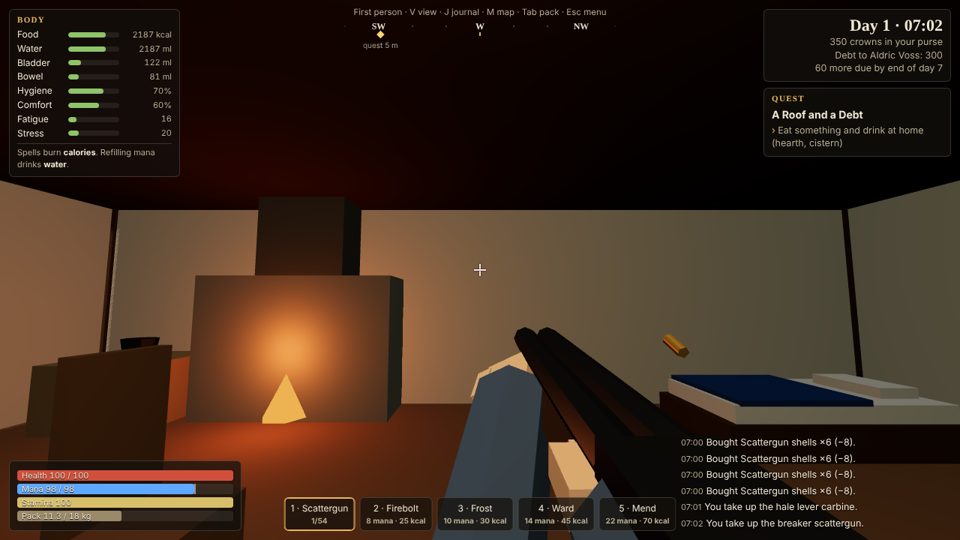 First person · V view · J journal · M map · Tab pack · Esc menu
SW
W
NW
quest 5 m
BODY
Food 2187 kcal
Water 2187 ml
Bladder 122 ml
Bowel 81 ml
Hygiene 70%
Comfort 60%
Fatigue 16
Stress 20
Spells burn calories. Refilling mana
drinks water.
Day 1 · 07:02
350 crowns in your purse
Debt to Aldric Voss: 300
60 more due by end of day 7
QUEST
A Roof and a Debt
› Eat something and drink at home
(hearth, cistern)
Health 100 / 100
Mana 98 / 98
Stamina 100
Pack 11.3 / 18 kg
1 · Scattergun
1/54
2 · Firebolt
8 mana · 25 kcal
3 · Frost
10 mana · 30 kcal
4 · Ward
14 mana · 45 kcal
5 · Mend
22 mana · 70 kcal
07:00 Bought Scattergun shells ×6 (−8).
07:00 Bought Scattergun shells ×6 (−8).
07:00 Bought Scattergun shells ×6 (−8).
07:00 Bought Scattergun shells ×6 (−8).
07:01 You take up the hale lever carbine.
07:02 You take up the breaker scattergun.